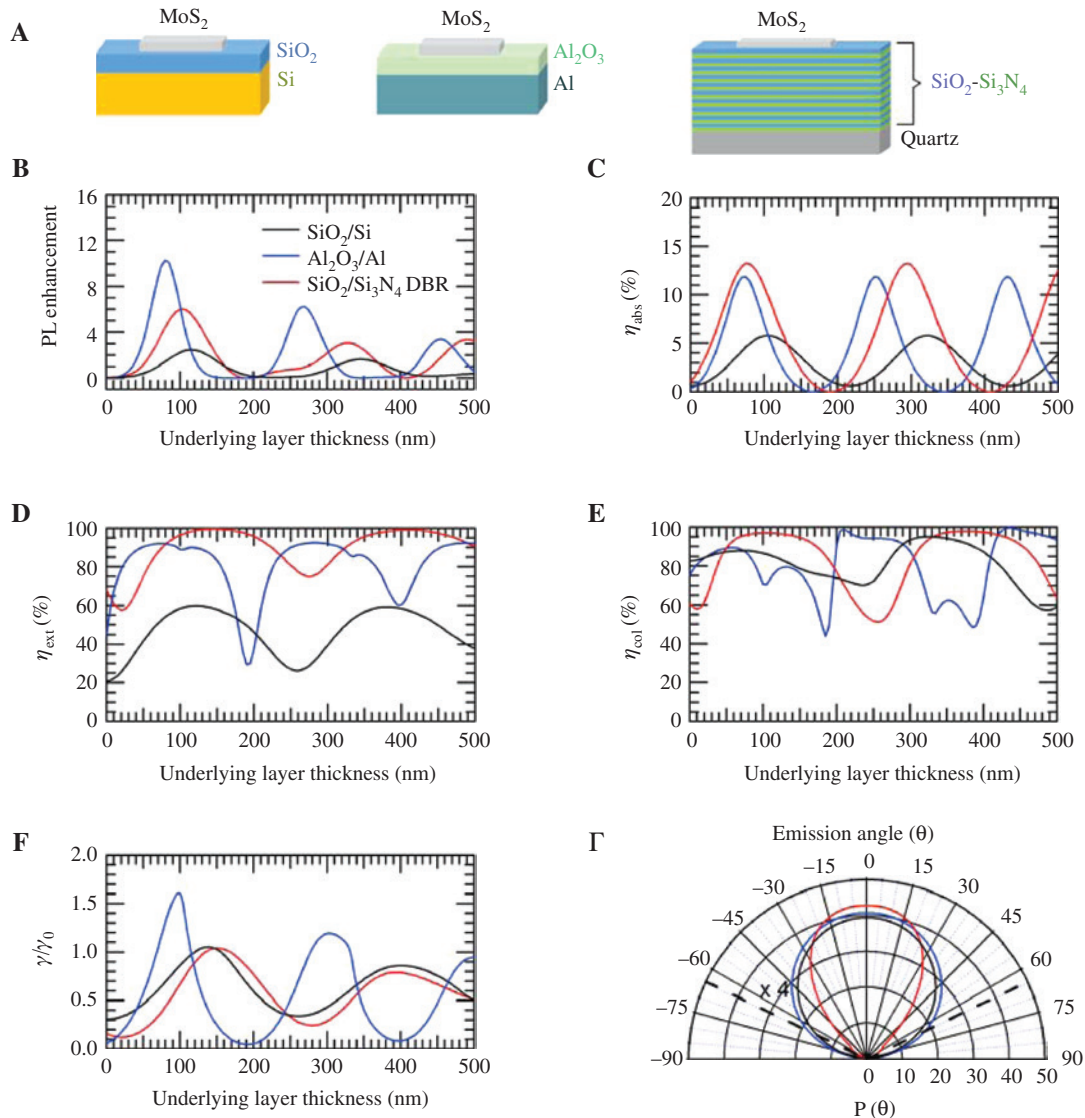 A
MoS2
SiO2
Si
MoS2
Al2O3
Al
MoS2
SiO2-Si3N4
Quartz
B
PL enhancement
16
12
8
4
0
SiO2/Si
Al2O3/Al
SiO2/Si3N4 DBR
0 100 200 300 400 500
Underlying layer thickness (nm)
C
ηabs (%)
20
15
10
5
0
0 100 200 300 400 500
Underlying layer thickness (nm)
D
ηext (%)
100
80
60
40
20
0
0 100 200 300 400 500
Underlying layer thickness (nm)
E
ηcol (%)
100
80
60
40
20
0
0 100 200 300 400 500
Underlying layer thickness (nm)
F
γ/γ0
2.0
1.5
1.0
0.5
0.0
0 100 200 300 400 500
Underlying layer thickness (nm)
Γ
Emission angle (θ)
−90 −75 −60 −45 −30 −15 0 15 30 45 60 75 90
x 4
0 10 20 30 40 50
P (θ)